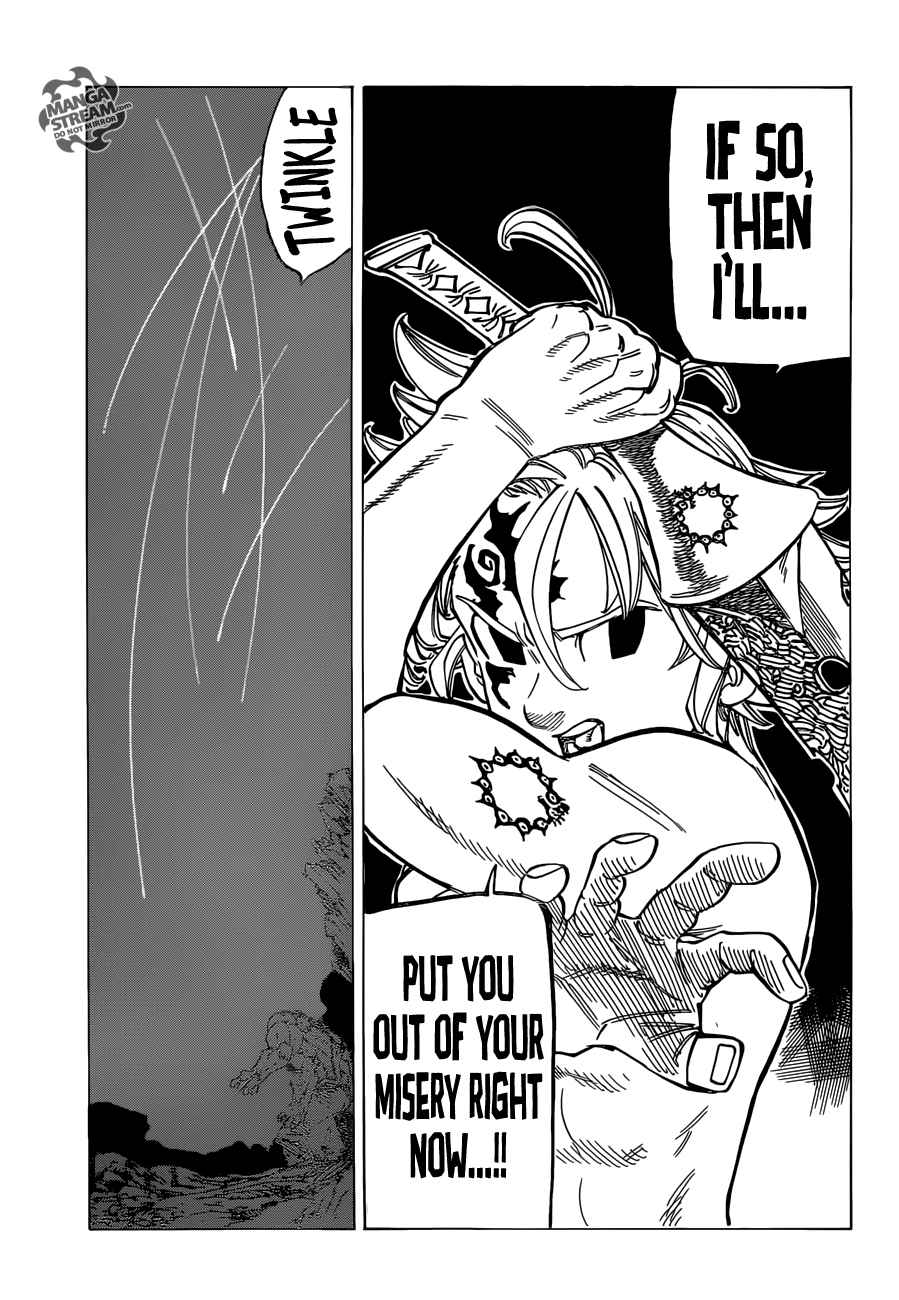 IF SO,
THEN
I'LL...
PUT YOU
OUT OF YOUR
MISERY RIGHT
NOW...!!
TWINKLE
MANGA
STREAM.com
DO NOT MIRROR